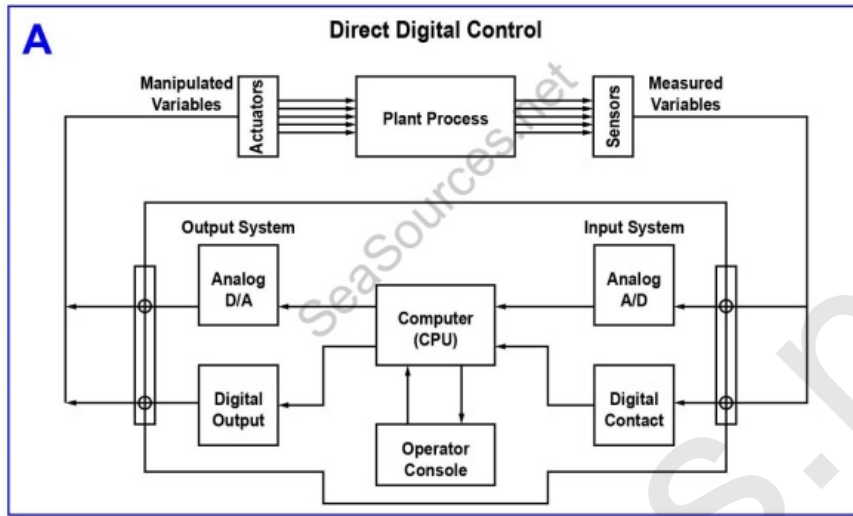 A
Direct Digital Control
Manipulated
Variables
Actuators
Plant Process
Sensors
Measured
Variables
Output System
Input System
Analog
D/A
Computer
(CPU)
Analog
A/D
Digital
Output
Operator
Console
Digital
Contact
SeaSources.net
s.n